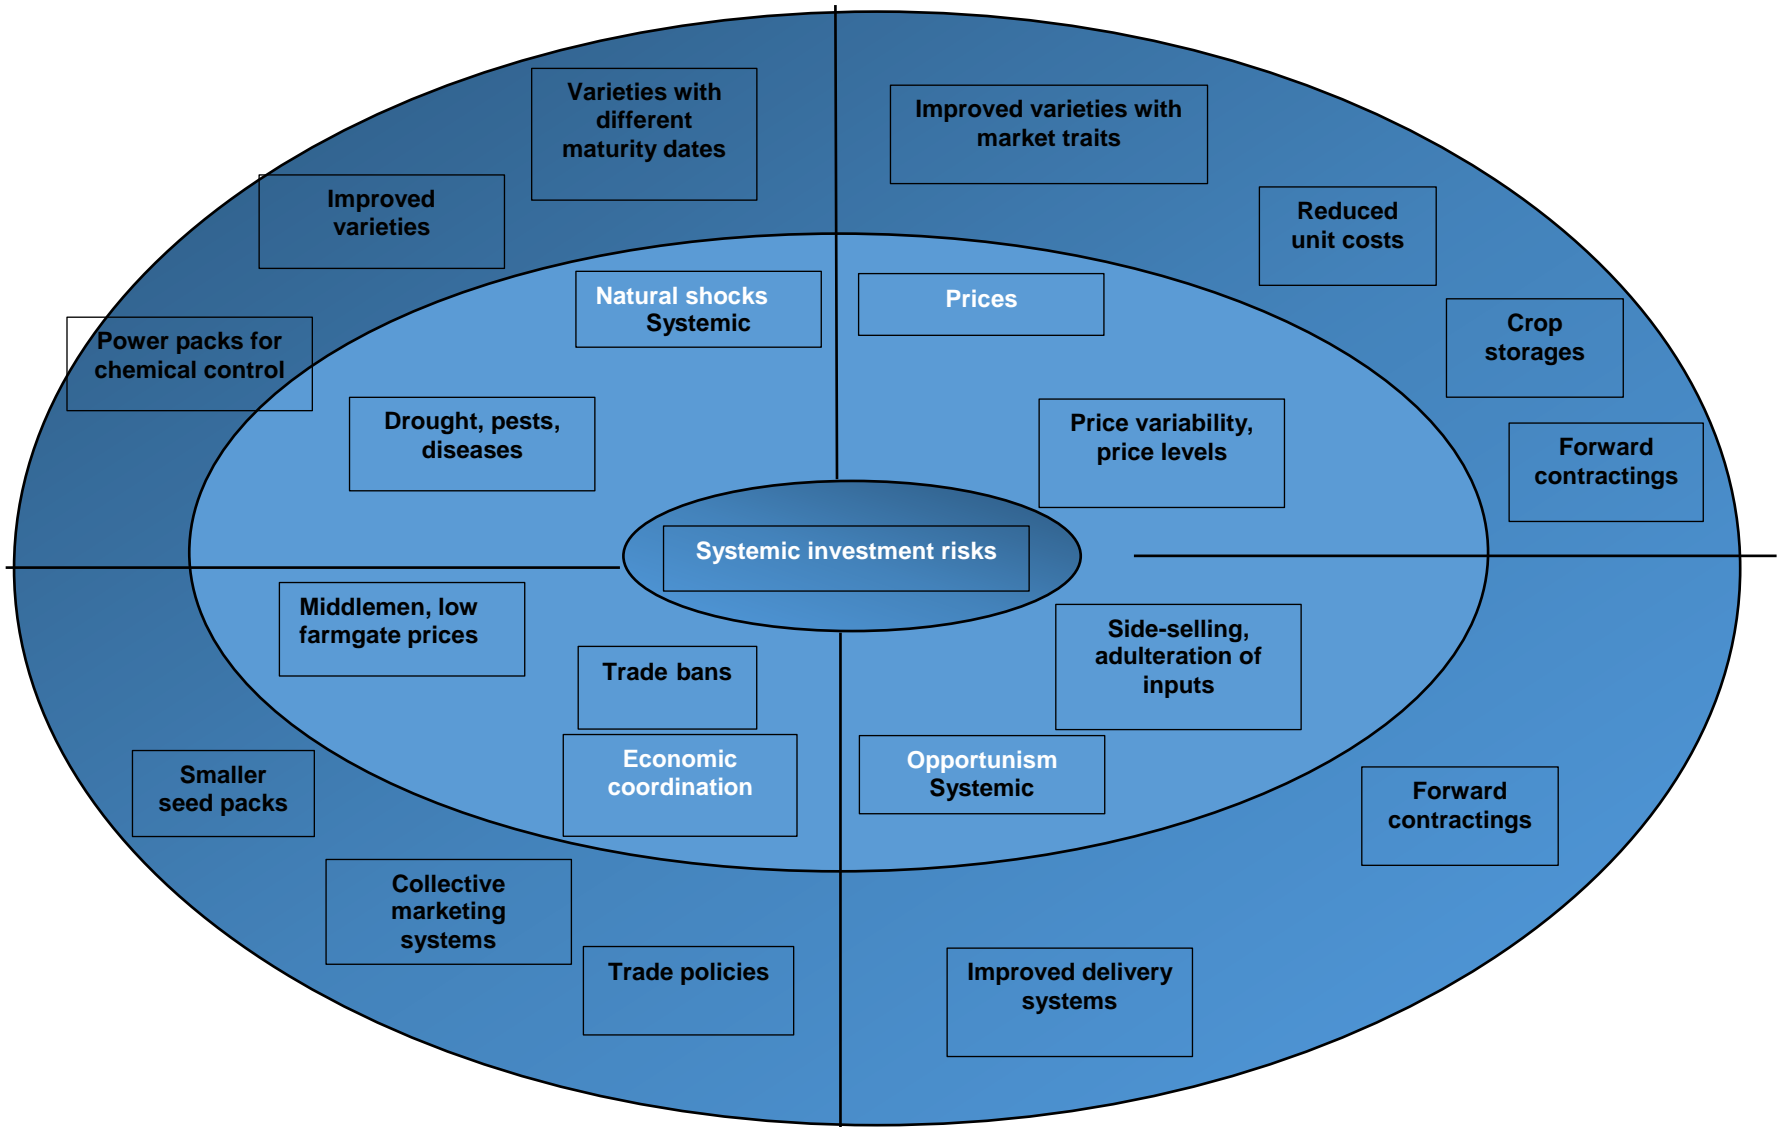 Varieties with
different
maturity dates
Improved varieties with
market traits
Improved
varieties
Reduced
unit costs
Natural shocks
Systemic
Prices
Power packs for
chemical control
Crop
storages
Drought, pests,
diseases
Price variability,
price levels
Forward
contractings
Systemic investment risks
Middlemen, low
farmgate prices
Trade bans
Side-selling,
adulteration of
inputs
Economic
coordination
Opportunism
Systemic
Smaller
seed packs
Forward
contractings
Collective
marketing
systems
Trade policies
Improved delivery
systems